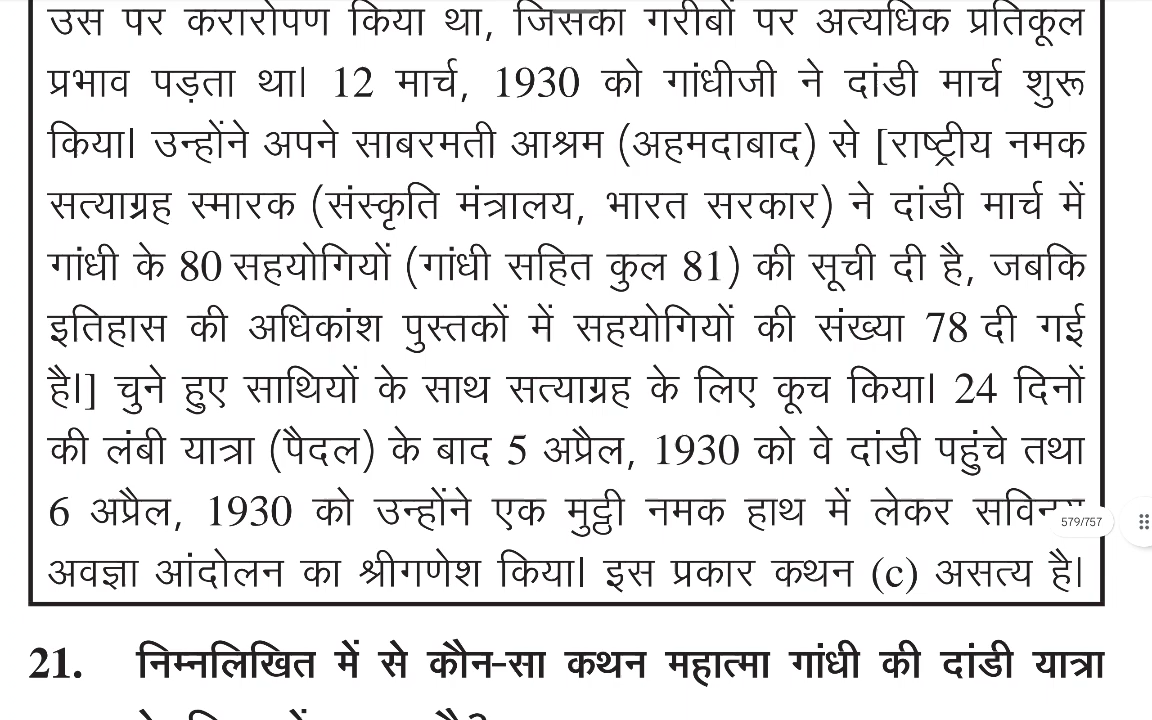 उस पर करारोपण किया था, जिसका गरीबों पर अत्यधिक प्रतिकूल
प्रभाव पड़ता था। 12 मार्च, 1930 को गांधीजी ने दांडी मार्च शुरू
किया। उन्होंने अपने साबरमती आश्रम (अहमदाबाद) से [राष्ट्रीय नमक
सत्याग्रह स्मारक (संस्कृति मंत्रालय, भारत सरकार) ने दांडी मार्च में
गांधी के 80 सहयोगियों (गांधी सहित कुल 81) की सूची दी है, जबकि
इतिहास की अधिकांश पुस्तकों में सहयोगियों की संख्या 78 दी गई
है।] चुने हुए साथियों के साथ सत्याग्रह के लिए कूच किया। 24 दिनों
की लंबी यात्रा (पैदल) के बाद 5 अप्रैल, 1930 को वे दांडी पहुंचे तथा
6 अप्रैल, 1930 को उन्होंने एक मुट्ठी नमक हाथ में लेकर
579/757
अवज्ञा आंदोलन का श्रीगणेश किया। इस प्रकार कथन (c) असत्य है।
21. निम्नलिखित में से कौन-सा कथन महात्मा गांधी की दांडी यात्रा